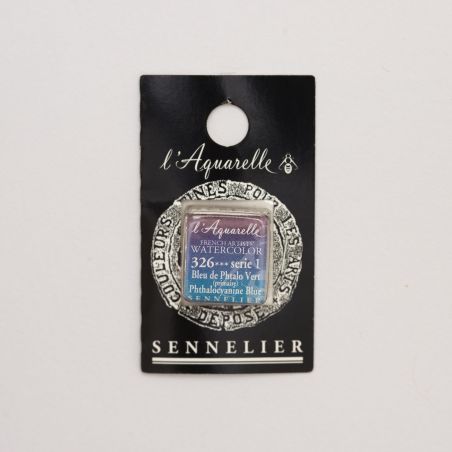 l'Aquarelle
COULEURS FINES POUR LES ARTS
DÉPOSÉ
l'Aquarelle
FRENCH ARTISTS'
WATERCOLOR
326*** serie 1
Bleu de Phtalo Vert
(primaire)
Phthalocyanine Blue
SENNELIER
SENNELIER